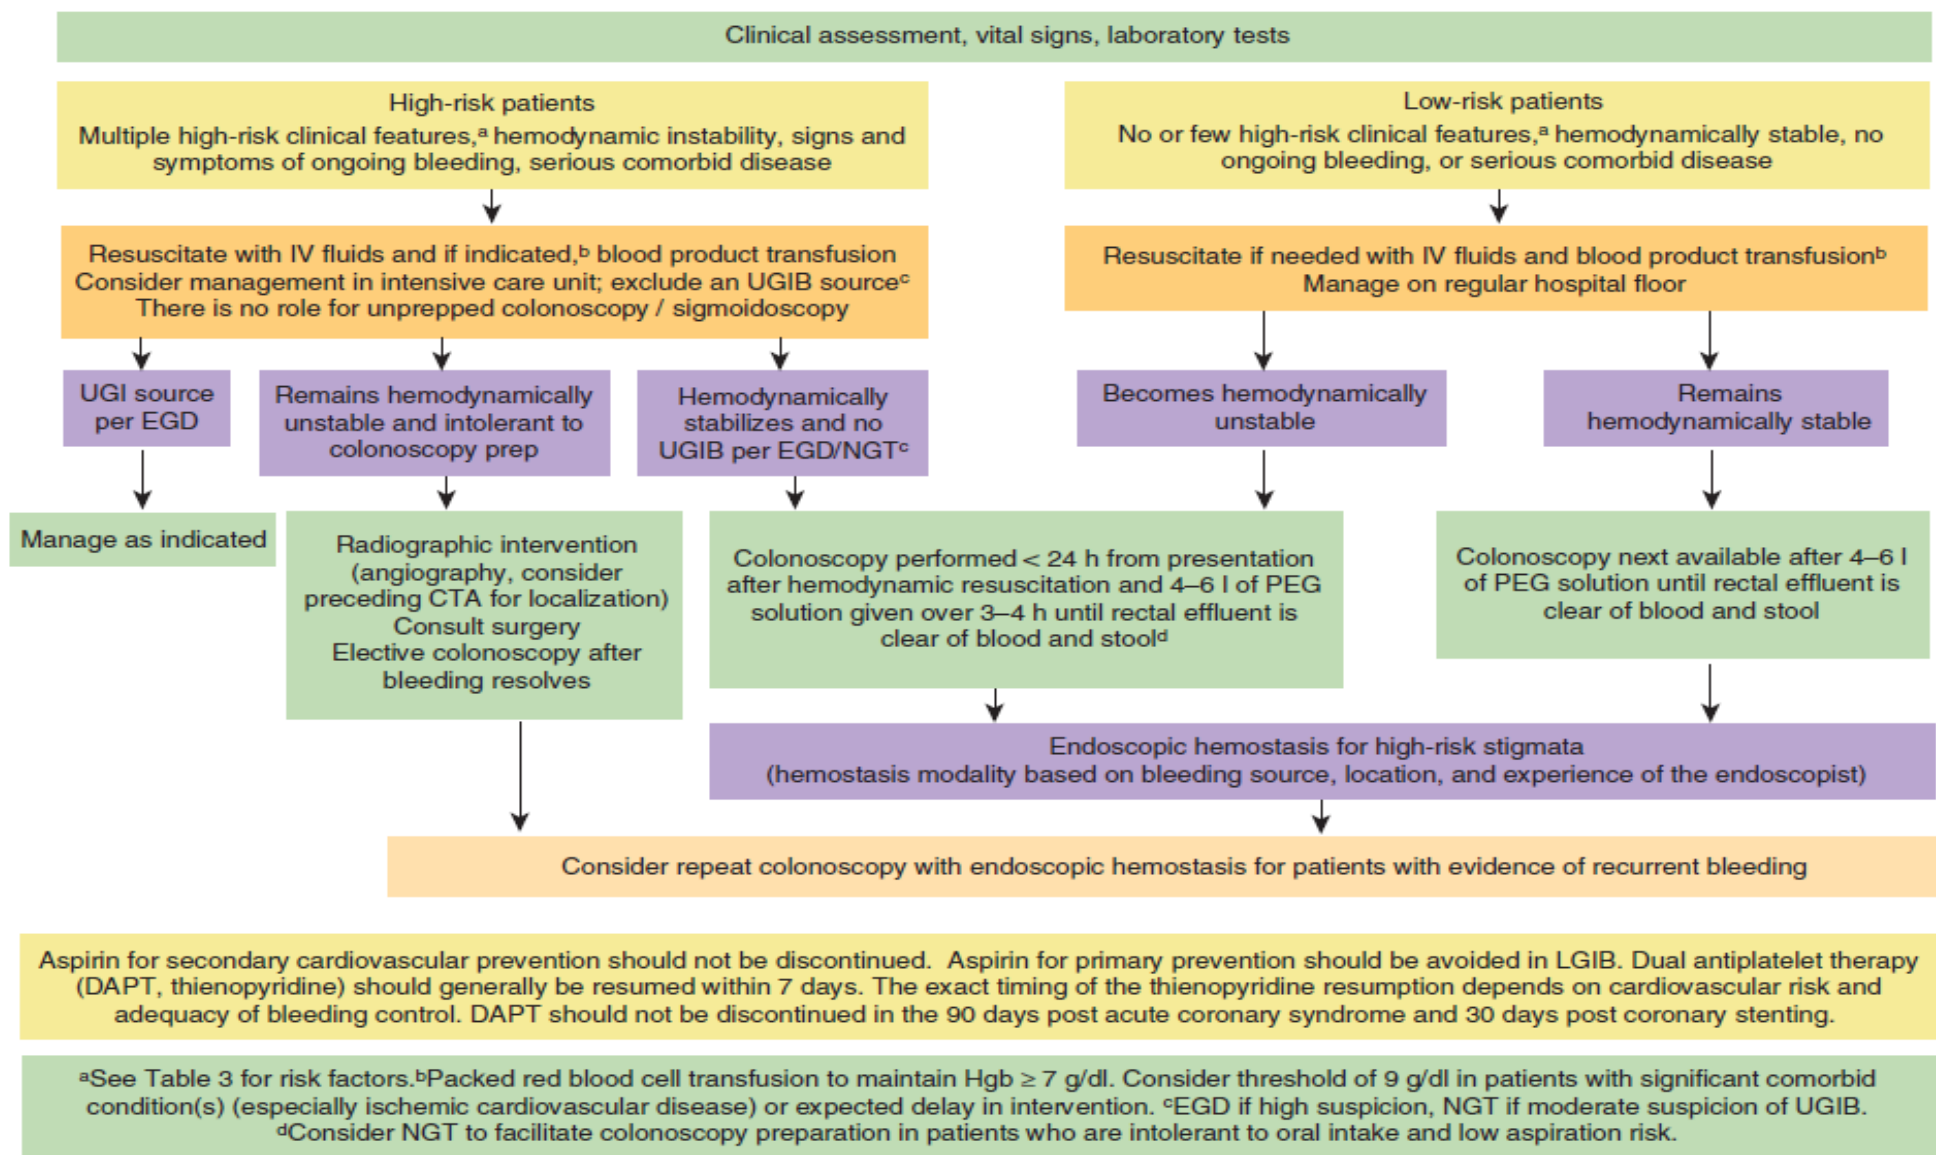 Clinical assessment, vital signs, laboratory tests
High-risk patients
Multiple high-risk clinical features,ᵃ hemodynamic instability, signs and
symptoms of ongoing bleeding, serious comorbid disease
Low-risk patients
No or few high-risk clinical features,ᵃ hemodynamically stable, no
ongoing bleeding, or serious comorbid disease
Resuscitate with IV fluids and if indicated,ᵇ blood product transfusion
Consider management in intensive care unit; exclude an UGIB sourceᶜ
There is no role for unprepped colonoscopy / sigmoidoscopy
Resuscitate if needed with IV fluids and blood product transfusionᵇ
Manage on regular hospital floor
UGI source
per EGD
Remains hemodynamically
unstable and intolerant to
colonoscopy prep
Hemodynamically
stabilizes and no
UGIB per EGD/NGTᶜ
Becomes hemodynamically
unstable
Remains
hemodynamically stable
Manage as indicated
Radiographic intervention
(angiography, consider
preceding CTA for localization)
Consult surgery
Elective colonoscopy after
bleeding resolves
Colonoscopy performed < 24 h from presentation
after hemodynamic resuscitation and 4–6 l of PEG
solution given over 3–4 h until rectal effluent is
clear of blood and stoolᵈ
Colonoscopy next available after 4–6 l
of PEG solution until rectal effluent is
clear of blood and stool
Endoscopic hemostasis for high-risk stigmata
(hemostasis modality based on bleeding source, location, and experience of the endoscopist)
Consider repeat colonoscopy with endoscopic hemostasis for patients with evidence of recurrent bleeding
Aspirin for secondary cardiovascular prevention should not be discontinued. Aspirin for primary prevention should be avoided in LGIB. Dual antiplatelet therapy
(DAPT, thienopyridine) should generally be resumed within 7 days. The exact timing of the thienopyridine resumption depends on cardiovascular risk and
adequacy of bleeding control. DAPT should not be discontinued in the 90 days post acute coronary syndrome and 30 days post coronary stenting.
ᵃSee Table 3 for risk factors.ᵇPacked red blood cell transfusion to maintain Hgb ≥ 7 g/dl. Consider threshold of 9 g/dl in patients with significant comorbid
condition(s) (especially ischemic cardiovascular disease) or expected delay in intervention. ᶜEGD if high suspicion, NGT if moderate suspicion of UGIB.
ᵈConsider NGT to facilitate colonoscopy preparation in patients who are intolerant to oral intake and low aspiration risk.